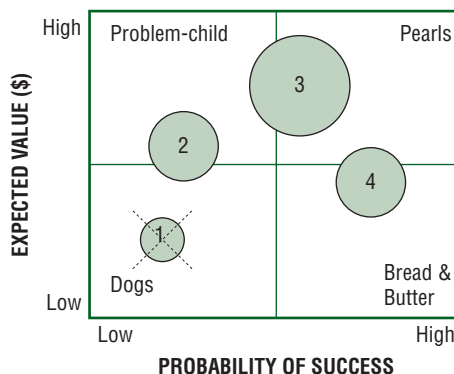 High
Problem-child
Pearls
3
2
4
1
EXPECTED VALUE ($)
Dogs
Bread &
Butter
Low
Low
High
PROBABILITY OF SUCCESS